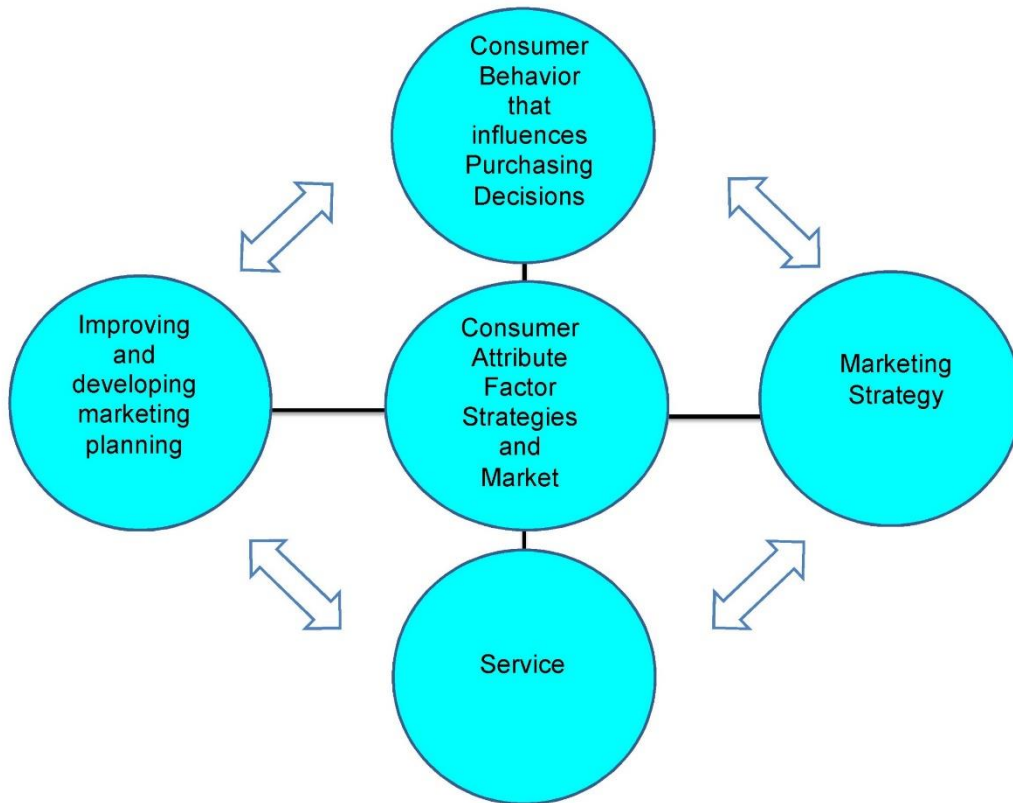 Consumer
Behavior
that
influences
Purchasing
Decisions
Improving
and
developing
marketing
planning
Consumer
Attribute
Factor
Strategies
and
Market
Marketing
Strategy
Service